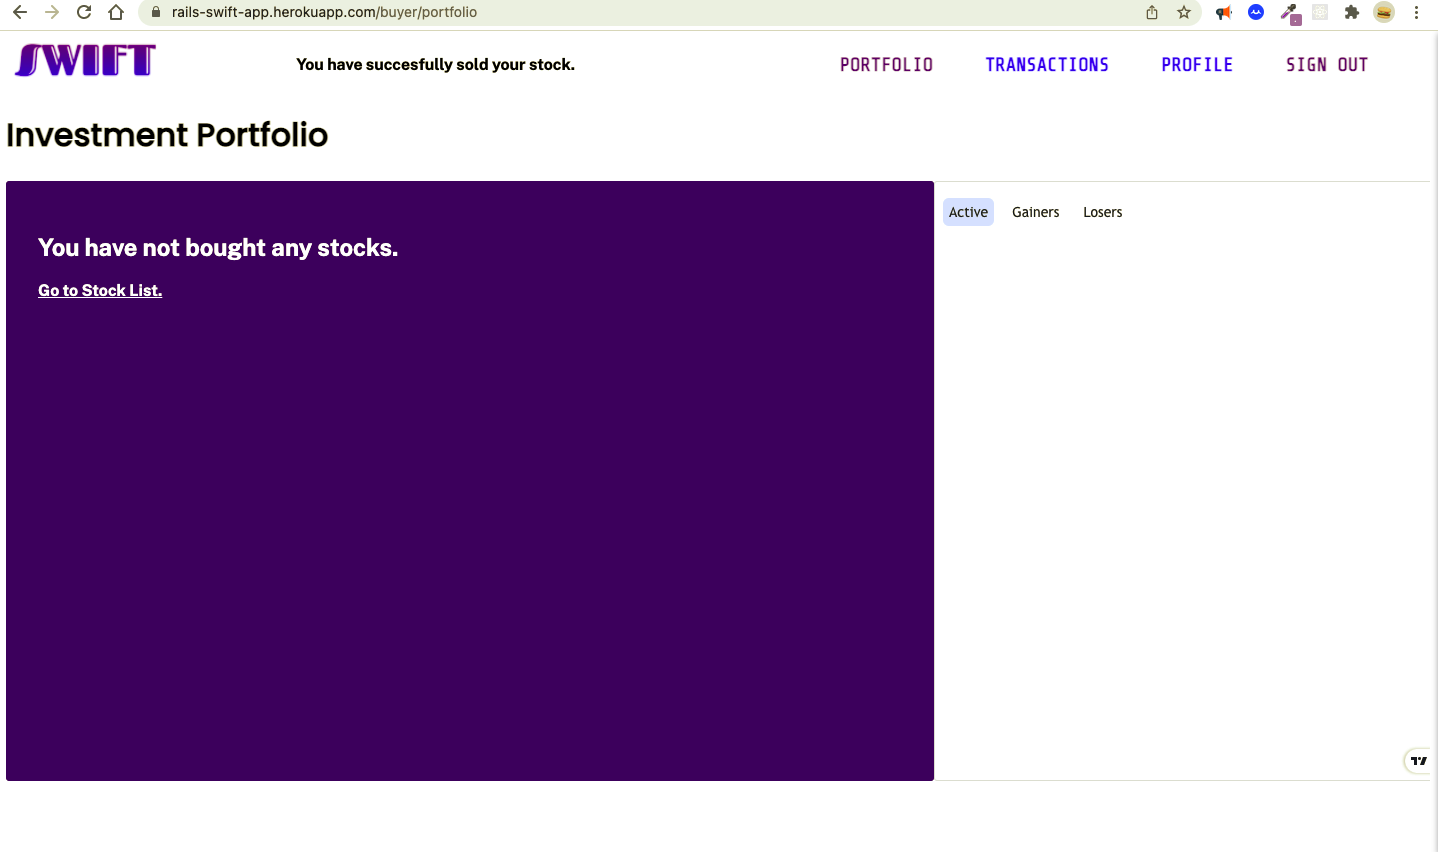 rails-swift-app.herokuapp.com/buyer/portfolio
SWIFT
You have succesfully sold your stock.
PORTFOLIO
TRANSACTIONS
PROFILE
SIGN OUT
Investment Portfolio
You have not bought any stocks.
Go to Stock List.
Active
Gainers
Losers